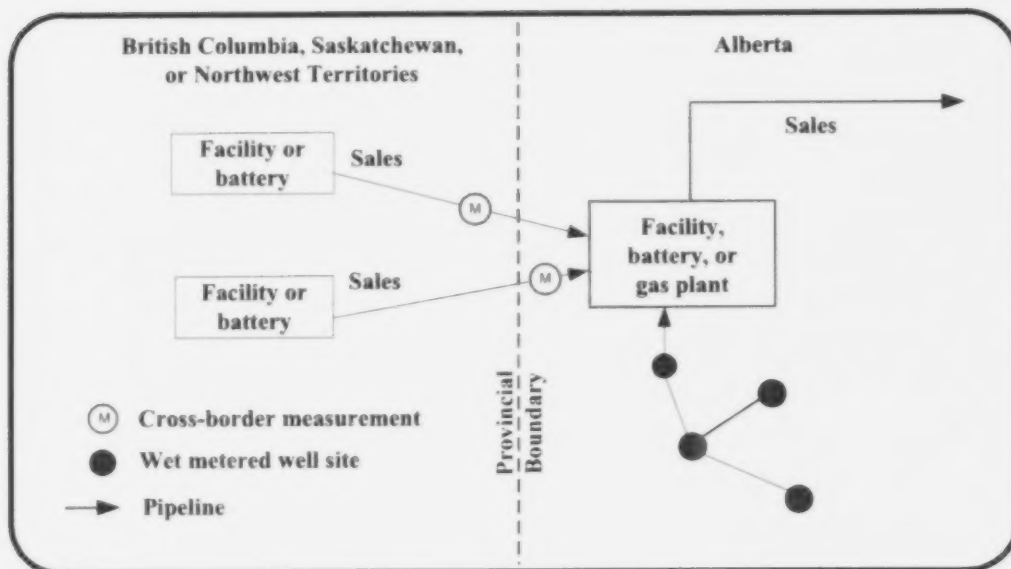 British Columbia, Saskatchewan,
or Northwest Territories
Alberta
Sales
Facility or
battery
Sales
M
Facility,
battery, or
gas plant
Facility or
battery
Sales
M
Provincial
Boundary
M Cross-border measurement
Wet metered well site
Pipeline